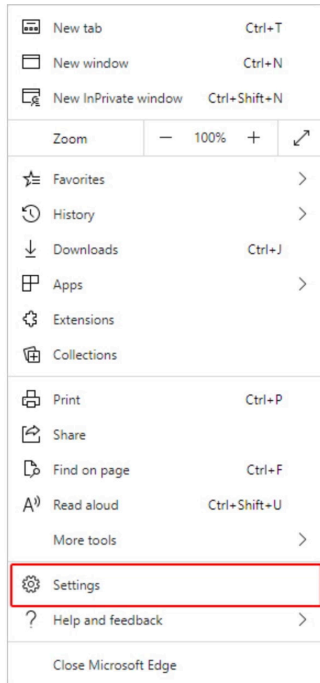 New tab Ctrl+T
New window Ctrl+N
New InPrivate window Ctrl+Shift+N
Zoom — 100% +
Favorites
History
Downloads Ctrl+J
Apps
Extensions
Collections
Print Ctrl+P
Share
Find on page Ctrl+F
Read aloud Ctrl+Shift+U
More tools
Settings
Help and feedback
Close Microsoft Edge